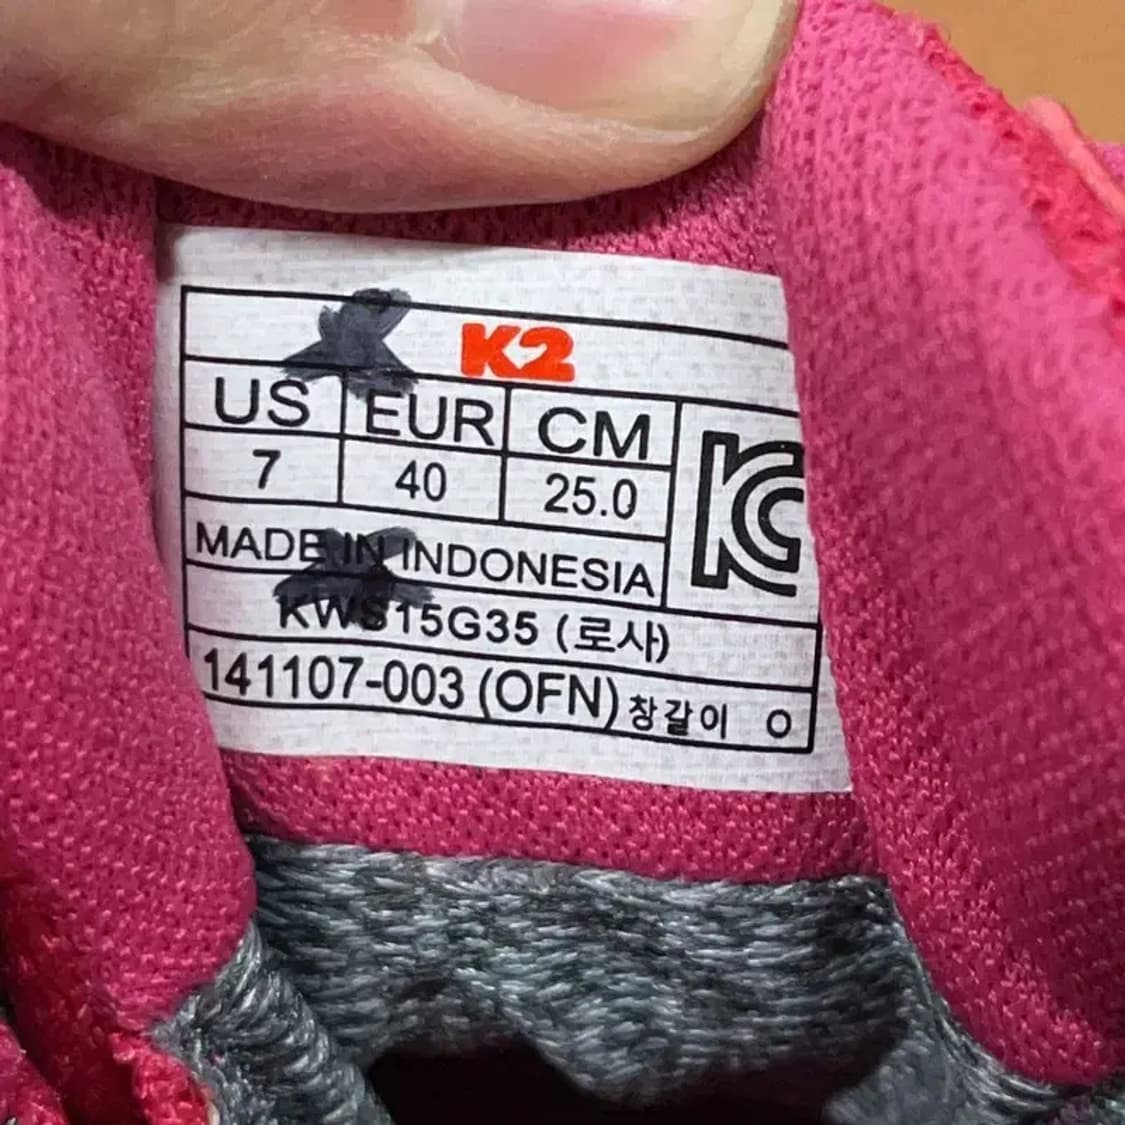 K2
US EUR CM
7 40 25.0
MADE IN INDONESIA
KWS15G35 (로사)
141107-003 (OFN) 창갈이 O